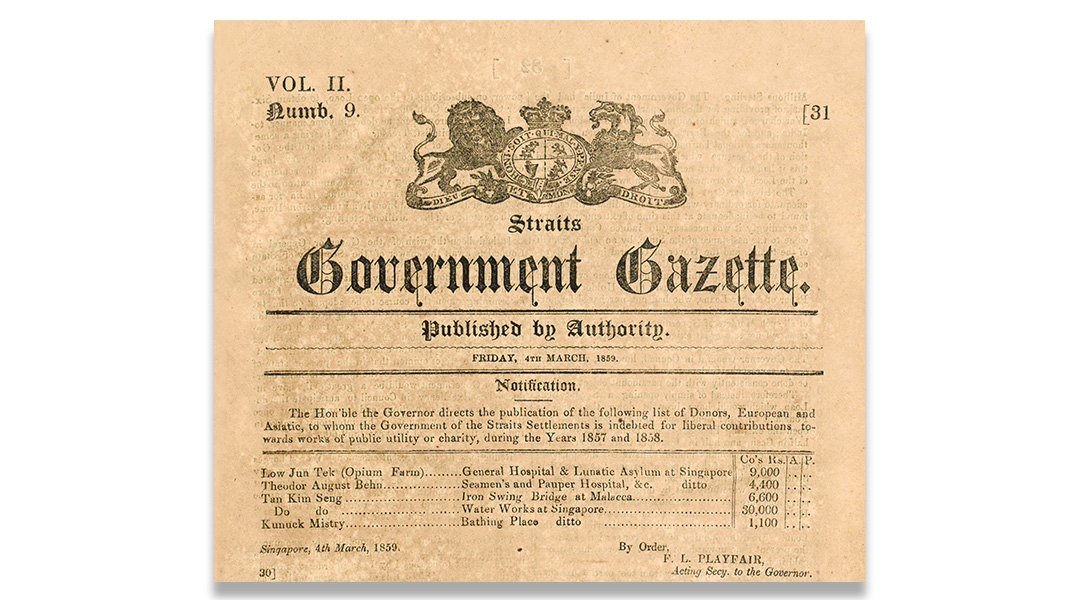 VOL. II.
Numb. 9.
[31
HONI·SOIT·QUI·MAL·Y·PENSE
DIEU ET MON DROIT
Straits
Government Gazette.
Published by Authority.
FRIDAY, 4TH MARCH, 1859.
Notification.
The Hon'ble the Governor directs the publication of the following list of Donors, European and
Asiatic, to whom the Government of the Straits Settlements is indebted for liberal contributions to-
wards works of public utility or charity, during the Years 1857 and 1858.
Co's Rs. A. P.
Low Jun Tek (Opium Farm)........General Hospital & Lunatic Asylum at Singapore 9,000 .. ..
Theodor August Behn................Seamen's and Pauper Hospital, &c. ditto 4,400 .. ..
Tan Kim Seng.......................Iron Swing Bridge at Malacca.................... 6,600 .. ..
Do do .......................Water Works at Singapore.......................... 30,000 .. ..
Kunuck Mistry.......................Bathing Place ditto .......................... 1,100 .. ..
Singapore, 4th March, 1859.
By Order,
F. L. PLAYFAIR,
Acting Secy. to the Governor.
30]